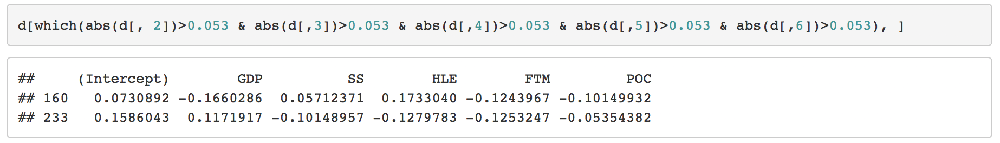 d[which(abs(d[, 2])>0.053 & abs(d[,3])>0.053 & abs(d[,4])>0.053 & abs(d[,5])>0.053 & abs(d[,6])>0.053), ]
##     (Intercept)        GDP          SS        HLE        FTM         POC
## 160   0.0730892 -0.1660286  0.05712371  0.1733040 -0.1243967 -0.10149932
## 233   0.1586043  0.1171917 -0.10148957 -0.1279783 -0.1253247 -0.05354382